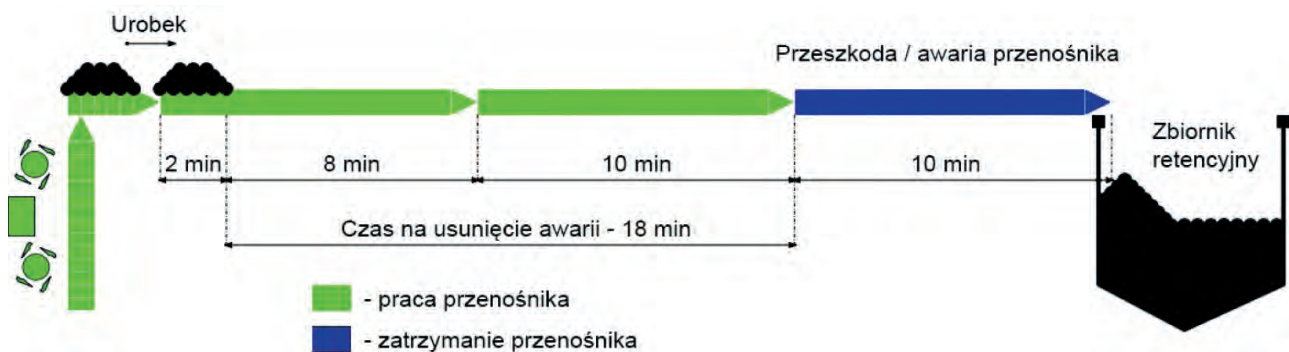 Urobek
Przeszkoda / awaria przenośnika
Zbiornik
retencyjny
2 min
8 min
10 min
10 min
Czas na usunięcie awarii - 18 min
- praca przenośnika
- zatrzymanie przenośnika